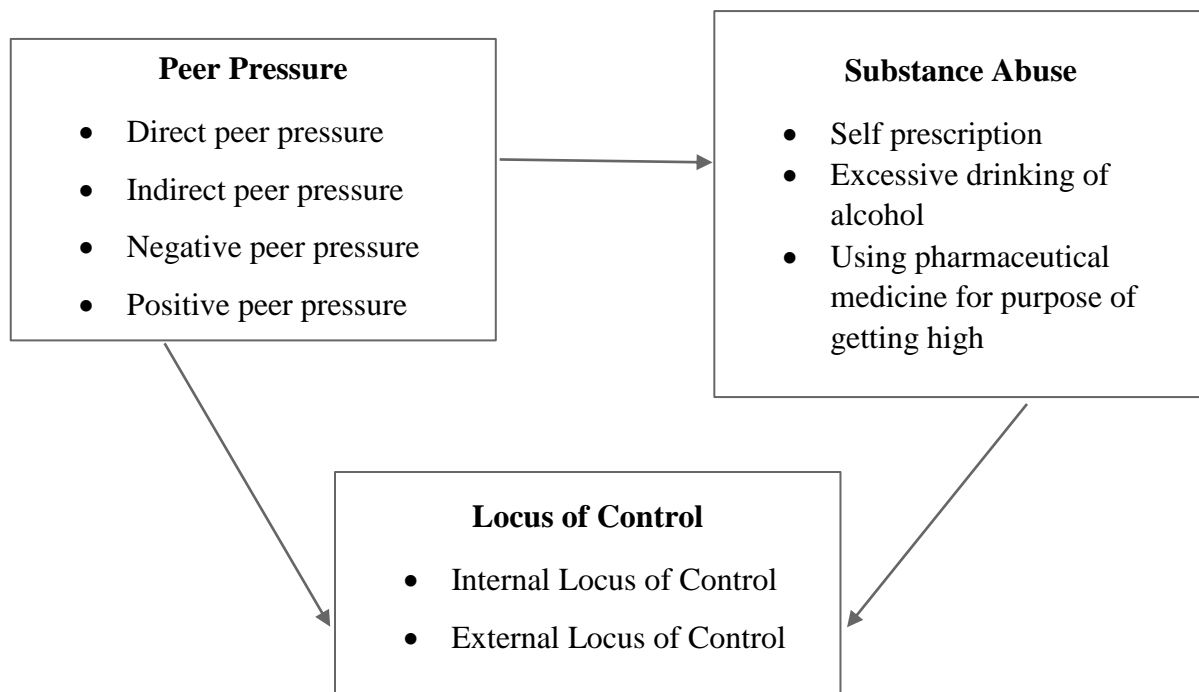 Peer Pressure
• Direct peer pressure
• Indirect peer pressure
• Negative peer pressure
• Positive peer pressure
Substance Abuse
• Self prescription
• Excessive drinking of
alcohol
• Using pharmaceutical
medicine for purpose of
getting high
Locus of Control
• Internal Locus of Control
• External Locus of Control